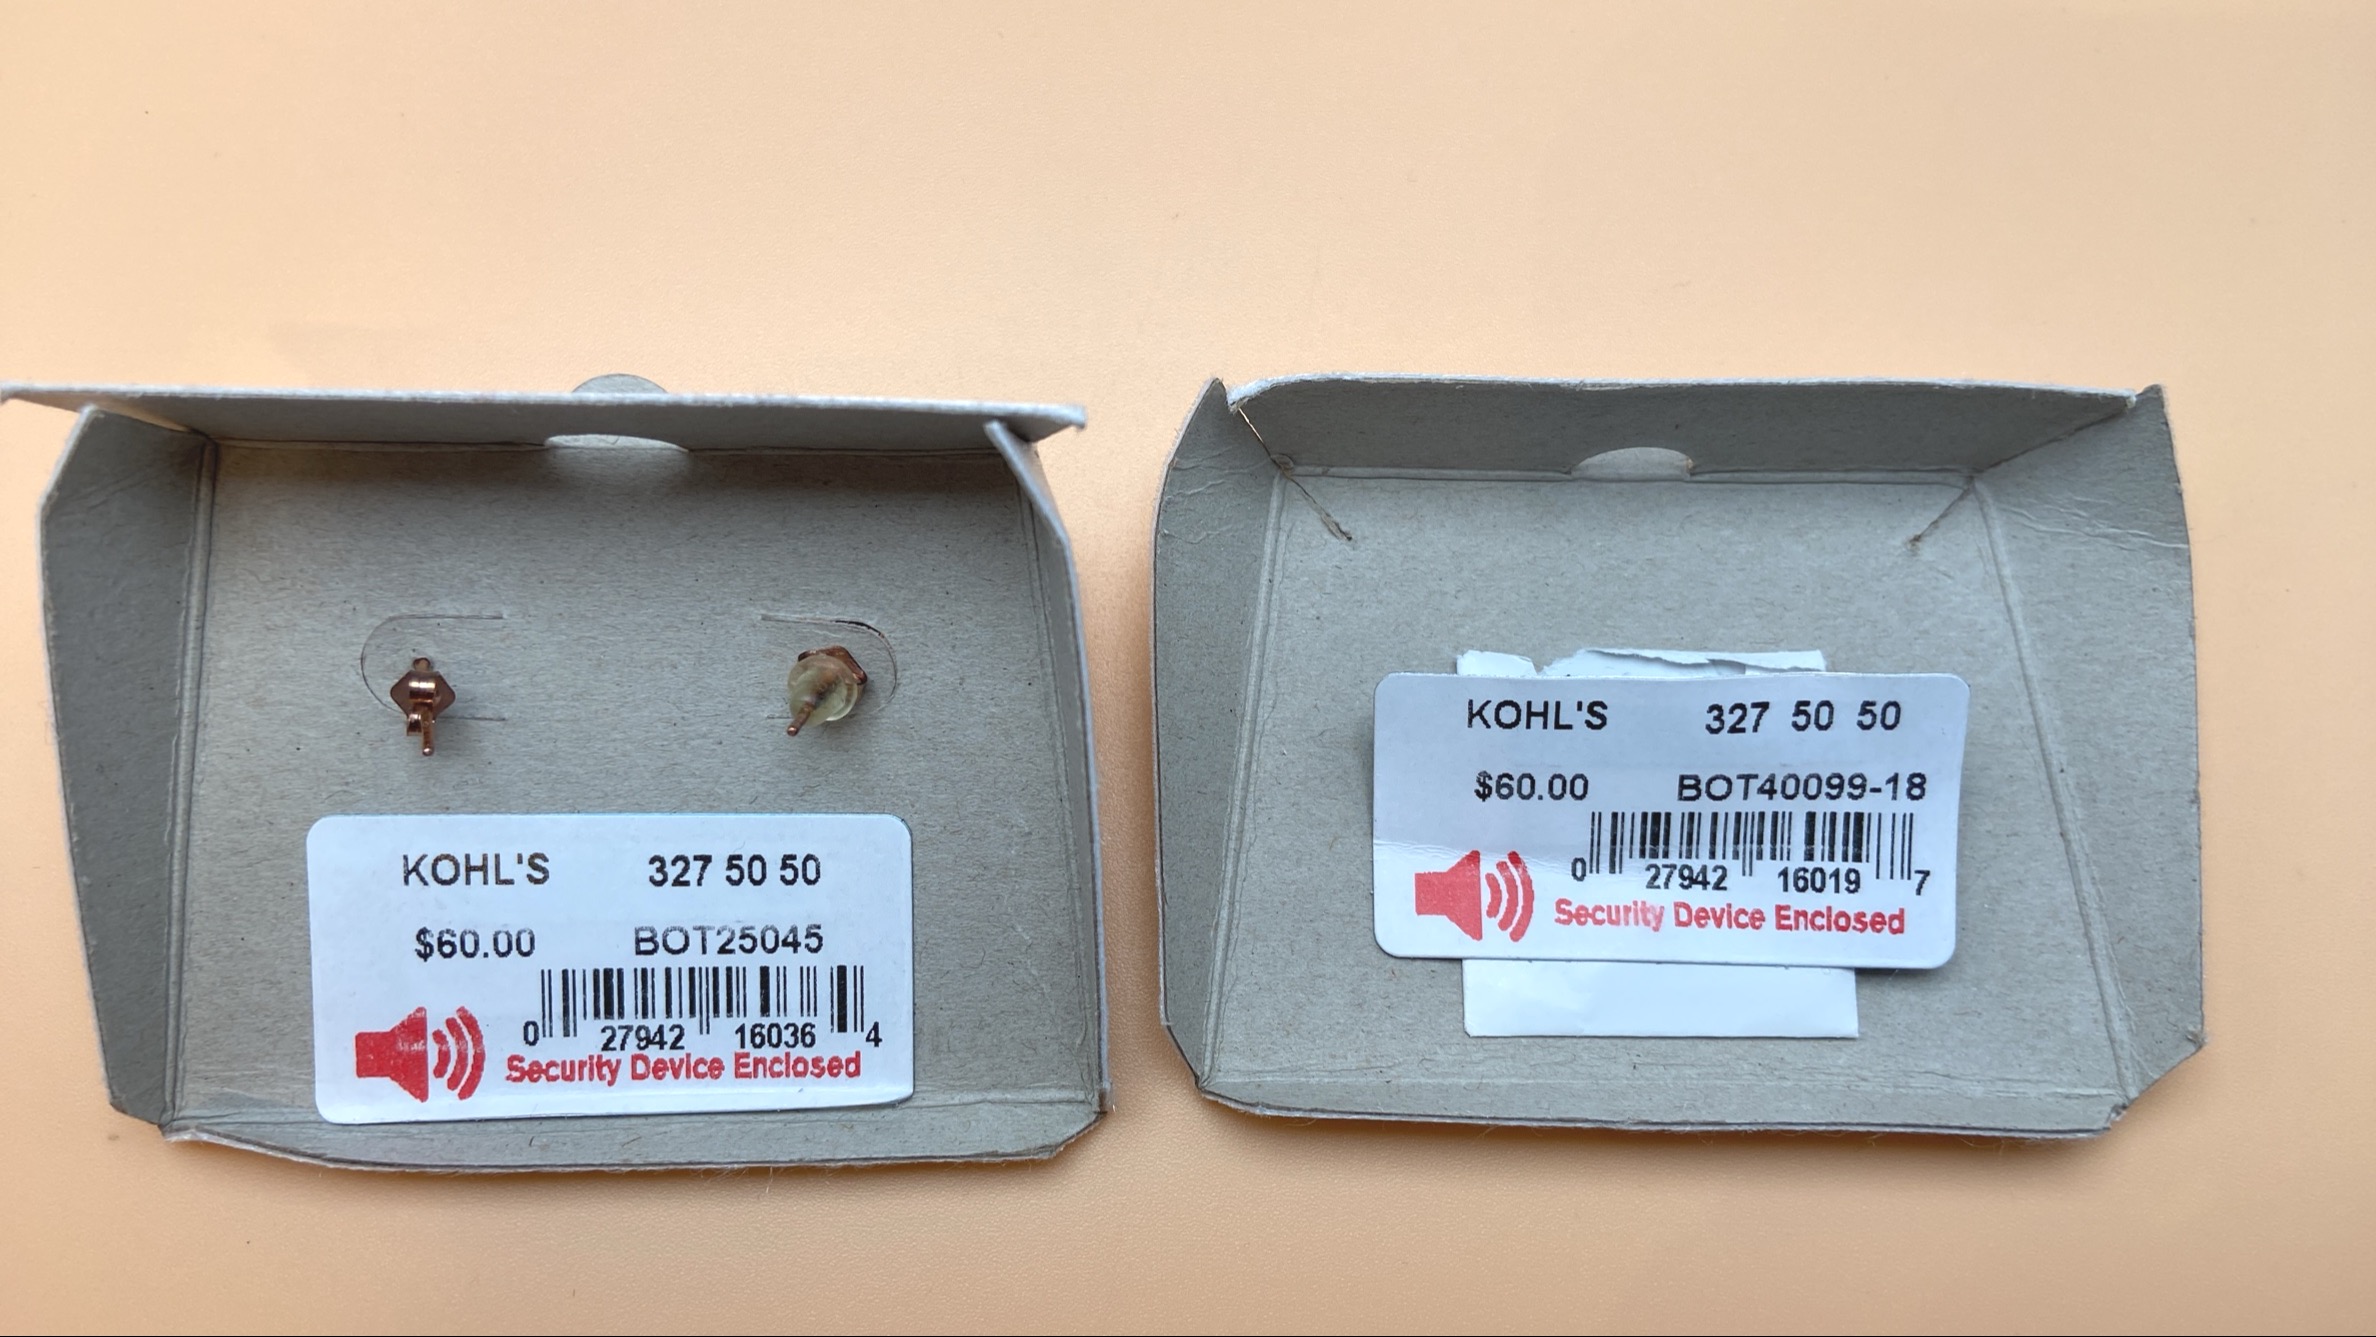 KOHL'S 327 50 50
$60.00 BOT25045
0 27942 16036 4
Security Device Enclosed
KOHL'S 327 50 50
$60.00 BOT40099-18
0 27942 16019 7
Security Device Enclosed